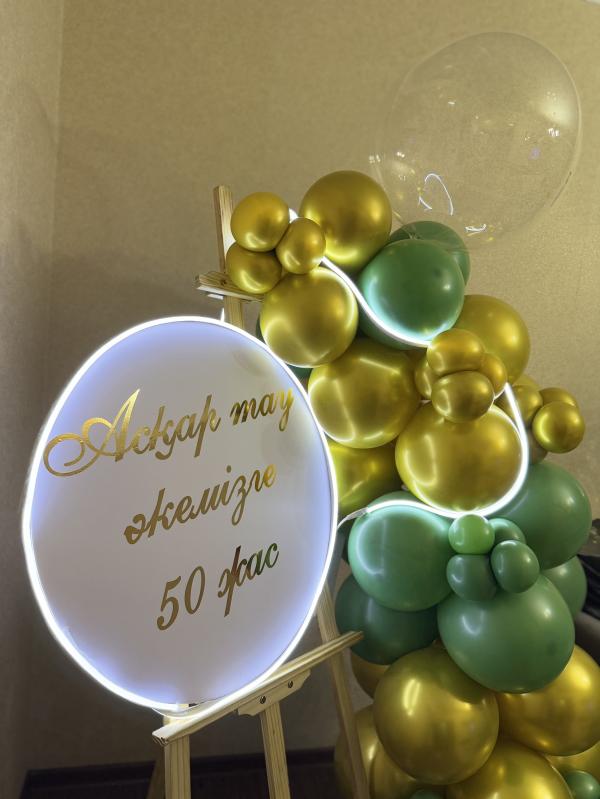 Асқар тау
әкемізге
50 жас